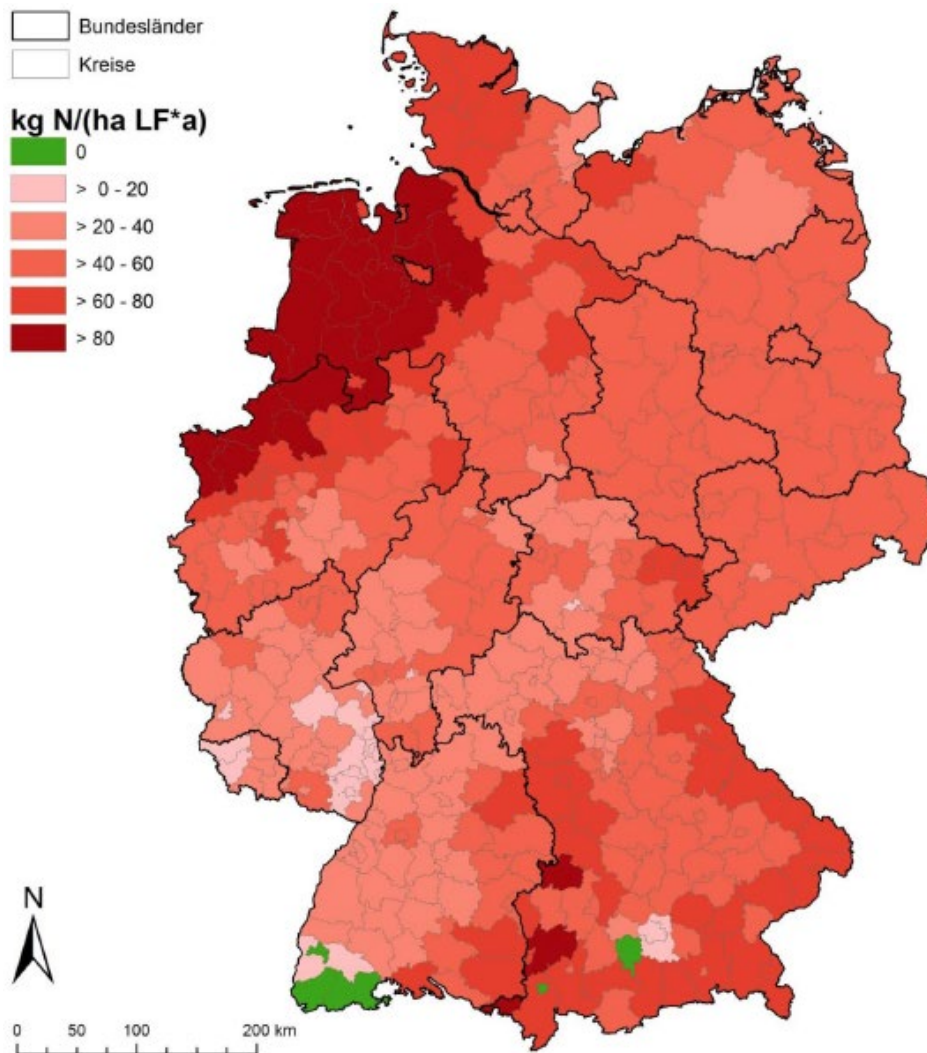 Bundesländer
Kreise
kg N/(ha LF*a)
0
> 0 - 20
> 20 - 40
> 40 - 60
> 60 - 80
> 80
N
0 50 100 200 km